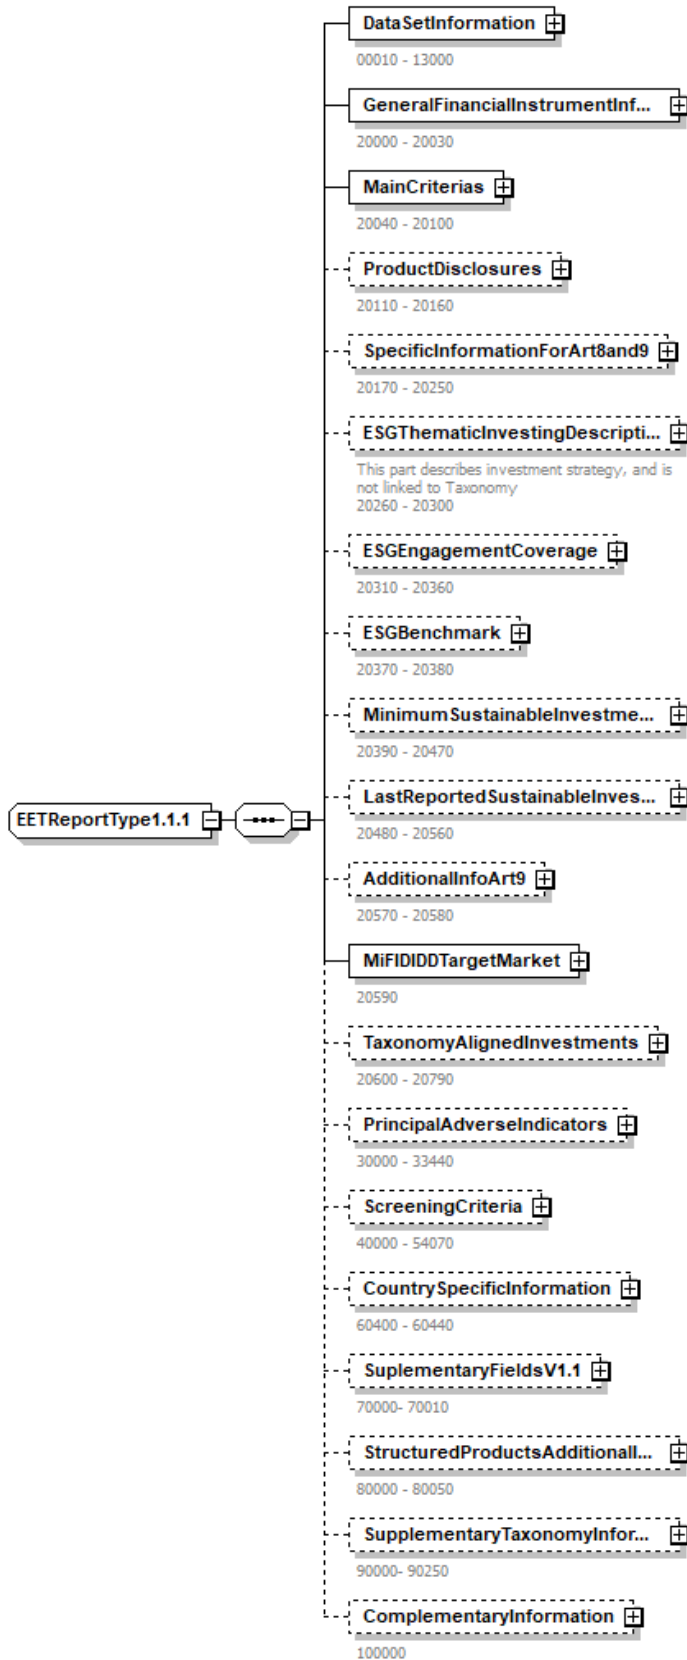 DataSetInformation
00010 - 13000
GeneralFinancialInstrumentInf...
20000 - 20030
MainCriterias
20040 - 20100
ProductDisclosures
20110 - 20160
SpecificInformationForArt8and9
20170 - 20250
ESGThematicInvestingDescripti...
This part describes investment strategy, and is
not linked to Taxonomy
20260 - 20300
ESGEngagementCoverage
20310 - 20360
ESGBenchmark
20370 - 20380
MinimumSustainableInvestme...
20390 - 20470
LastReportedSustainableInves...
20480 - 20560
EETReportType1.1.1
AdditionalInfoArt9
20570 - 20580
MiFIDIDDTargetMarket
20590
TaxonomyAlignedInvestments
20600 - 20790
PrincipalAdverseIndicators
30000 - 33440
ScreeningCriteria
40000 - 54070
CountrySpecificInformation
60400 - 60440
SuplementaryFieldsV1.1
70000- 70010
StructuredProductsAdditionalI...
80000 - 80050
SupplementaryTaxonomyInfor...
90000- 90250
ComplementaryInformation
100000